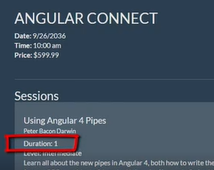 ANGULAR CONNECT
Date: 9/26/2036
Time: 10:00 am
Price: $599.99
Sessions
Using Angular 4 Pipes
Peter Bacon Darwin
Duration: 1
Level: Intermediate
Learn all about the new pipes in Angular 4, both how to write the